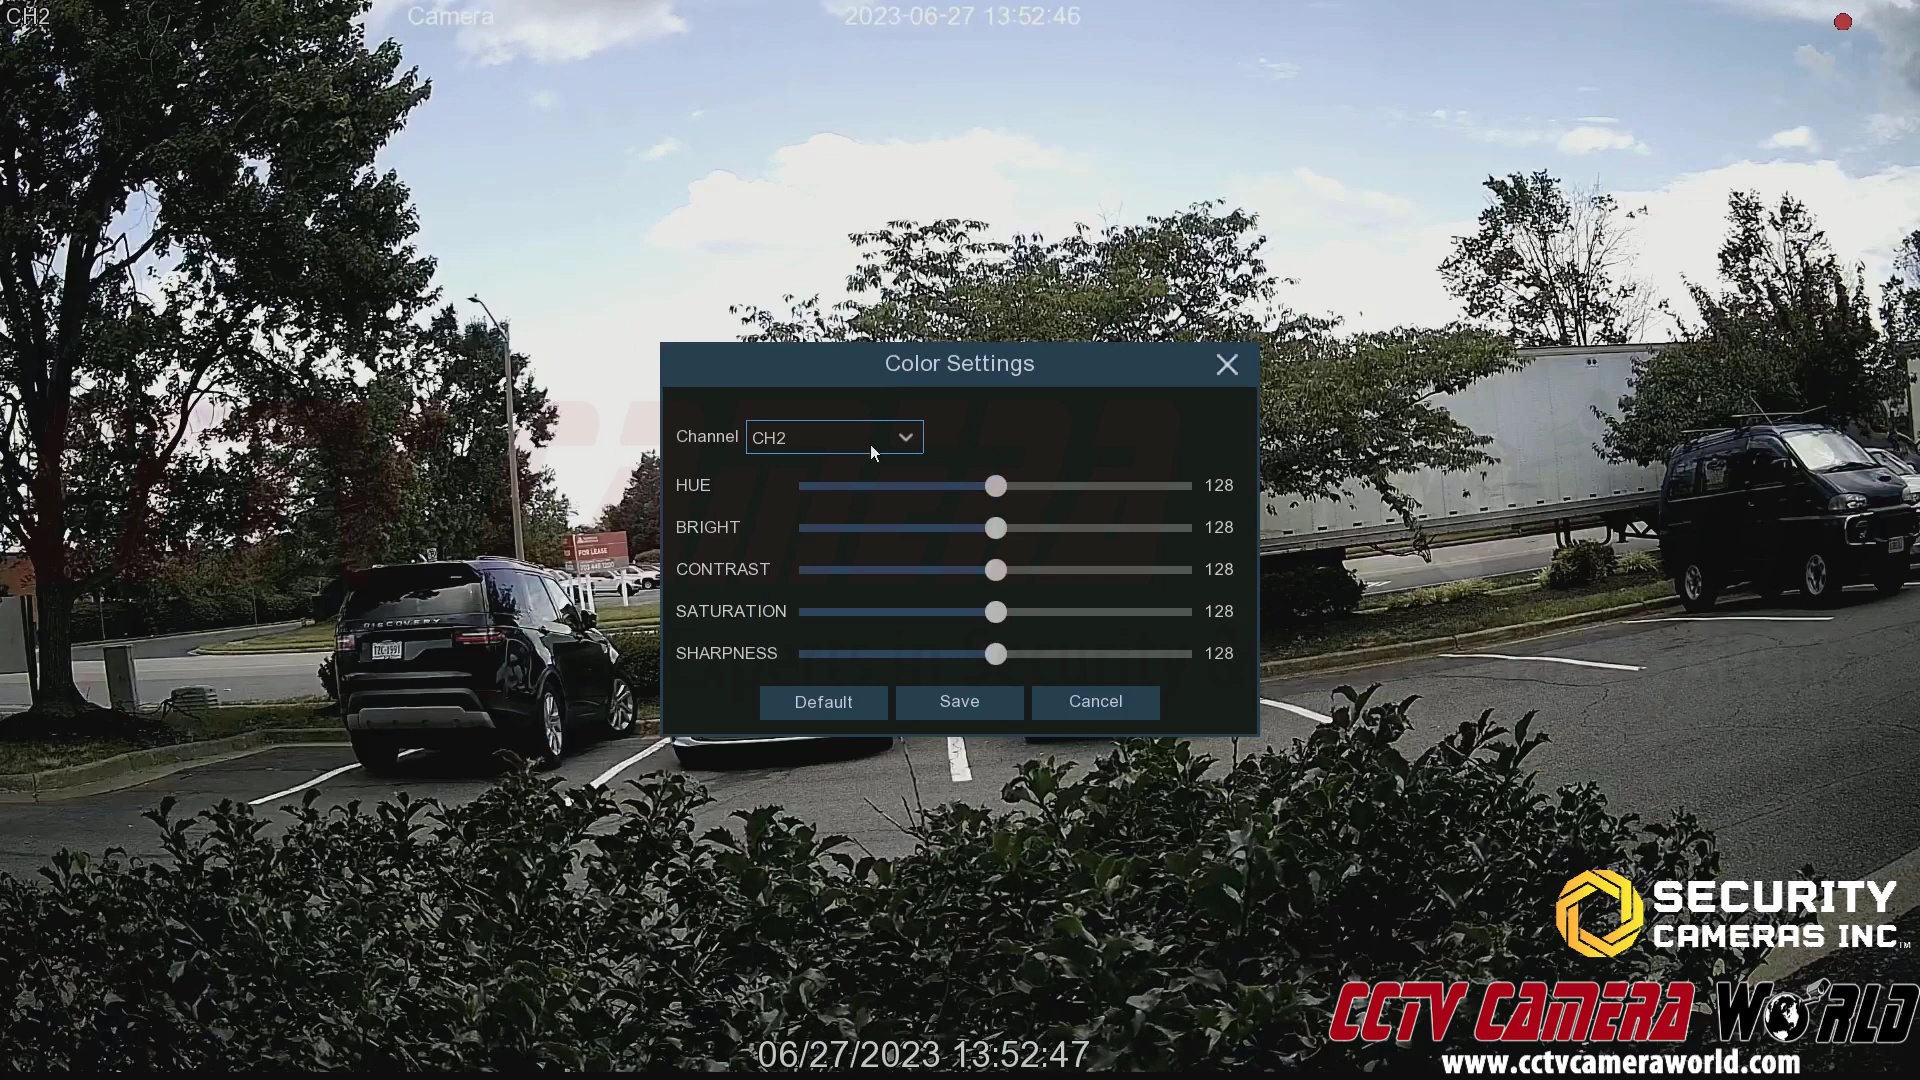 CH2
Camera
2023-06-27 13:52:46
Color Settings
Channel CH2
HUE 128
BRIGHT 128
CONTRAST 128
SATURATION 128
SHARPNESS 128
Default Save Cancel
FOR LEASE
DISCOVERY
SECURITY
CAMERAS INC™
CCTV CAMERA WORLD
www.cctvcameraworld.com
06/27/2023 13:52:47